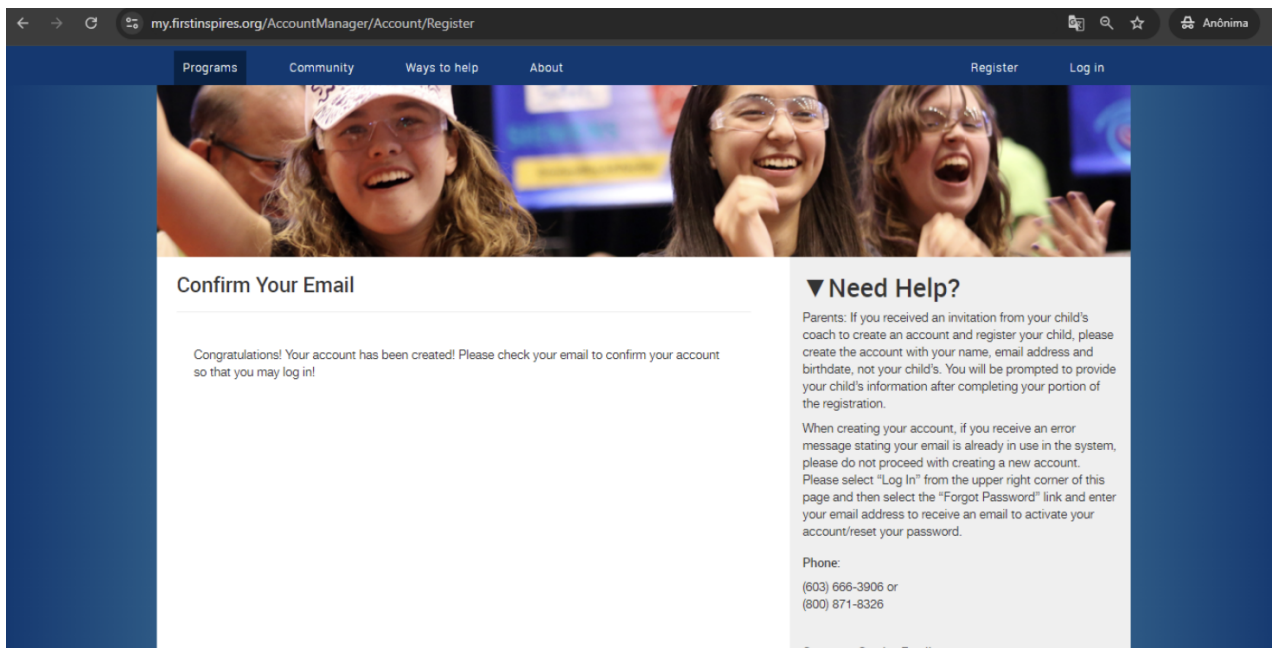 my.firstinspires.org/AccountManager/Account/Register
Anônima
Programs
Community
Ways to help
About
Register
Log in
Confirm Your Email
Congratulations! Your account has been created! Please check your email to confirm your account
so that you may log in!
▼Need Help?
Parents: If you received an invitation from your child's
coach to create an account and register your child, please
create the account with your name, email address and
birthdate, not your child's. You will be prompted to provide
your child's information after completing your portion of
the registration.
When creating your account, if you receive an error
message stating your email is already in use in the system,
please do not proceed with creating a new account.
Please select “Log In” from the upper right corner of this
page and then select the “Forgot Password” link and enter
your email address to receive an email to activate your
account/reset your password.
Phone:
(603) 666-3906 or
(800) 871-8326